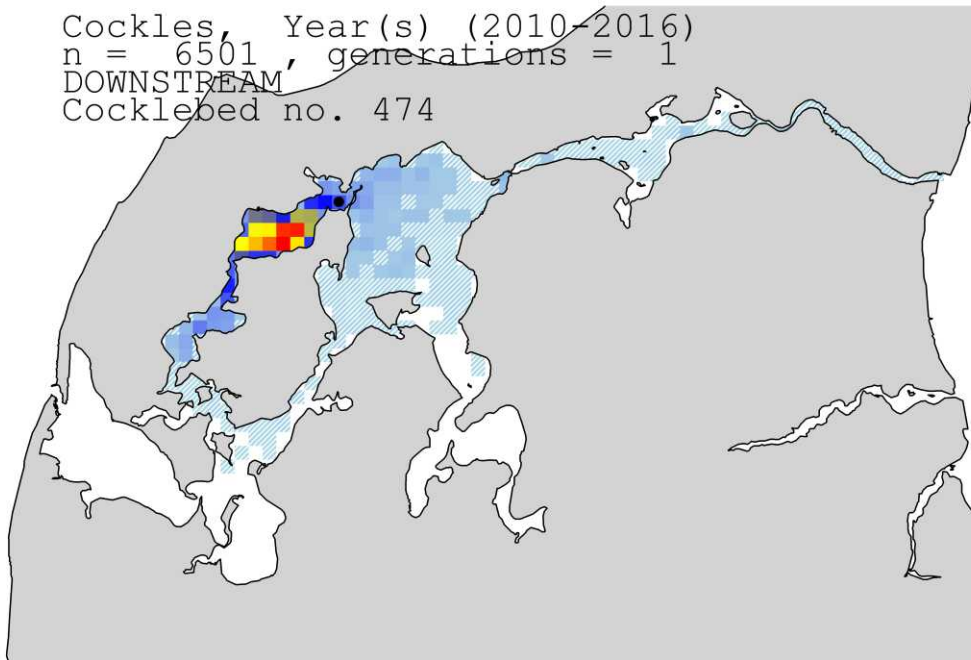 Cockles, Year(s) (2010-2016)
n = 6501 , generations = 1
DOWNSTREAM
Cocklebed no. 474